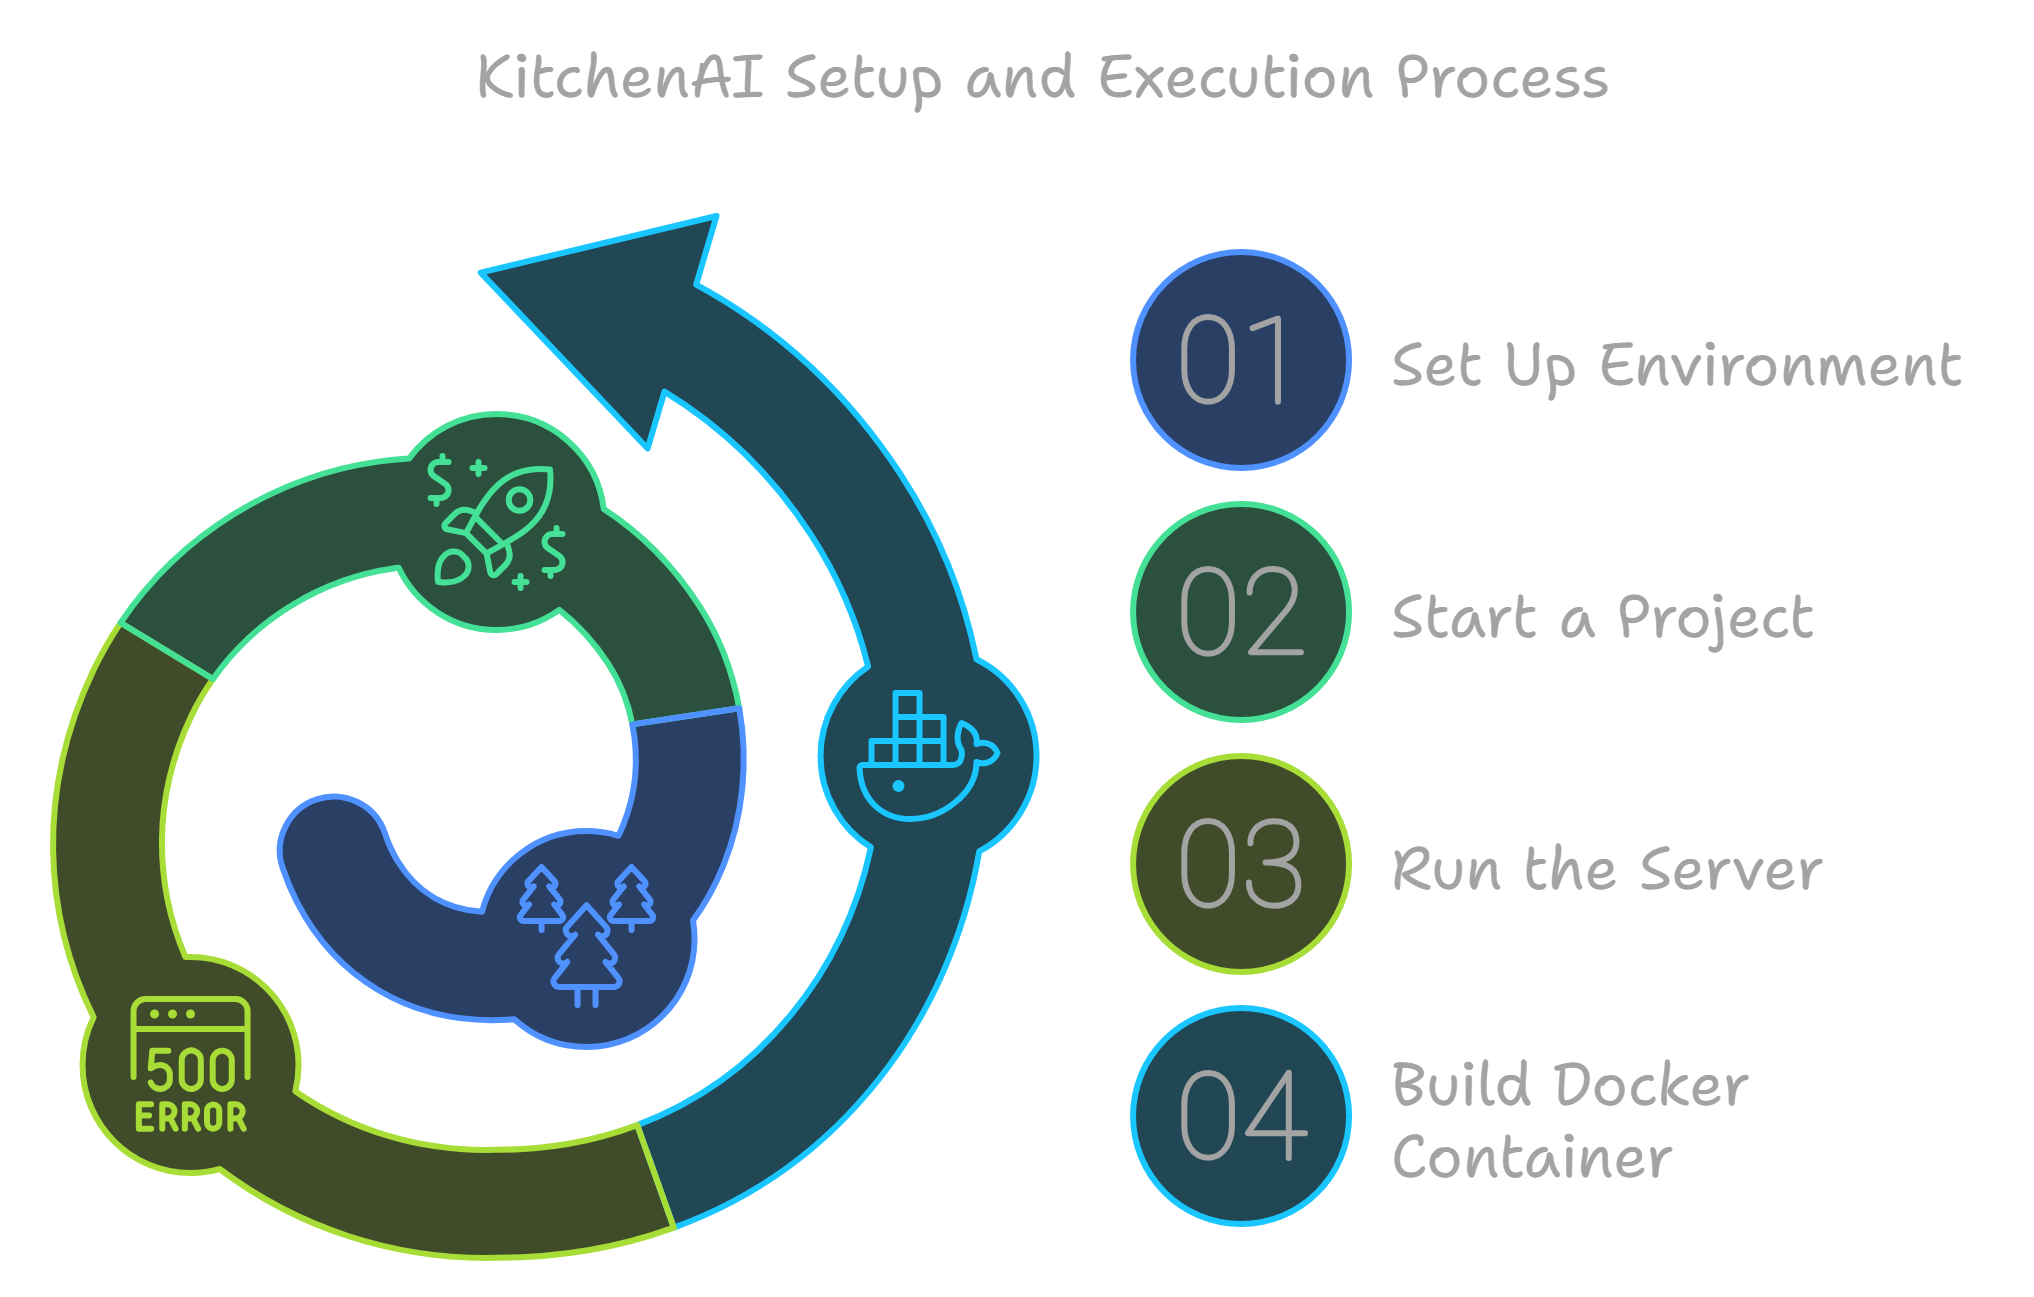 KitchenAI Setup and Execution Process
01
Set Up Environment
02
Start a Project
03
Run the Server
04
Build Docker
Container
$
$
500
ERROR